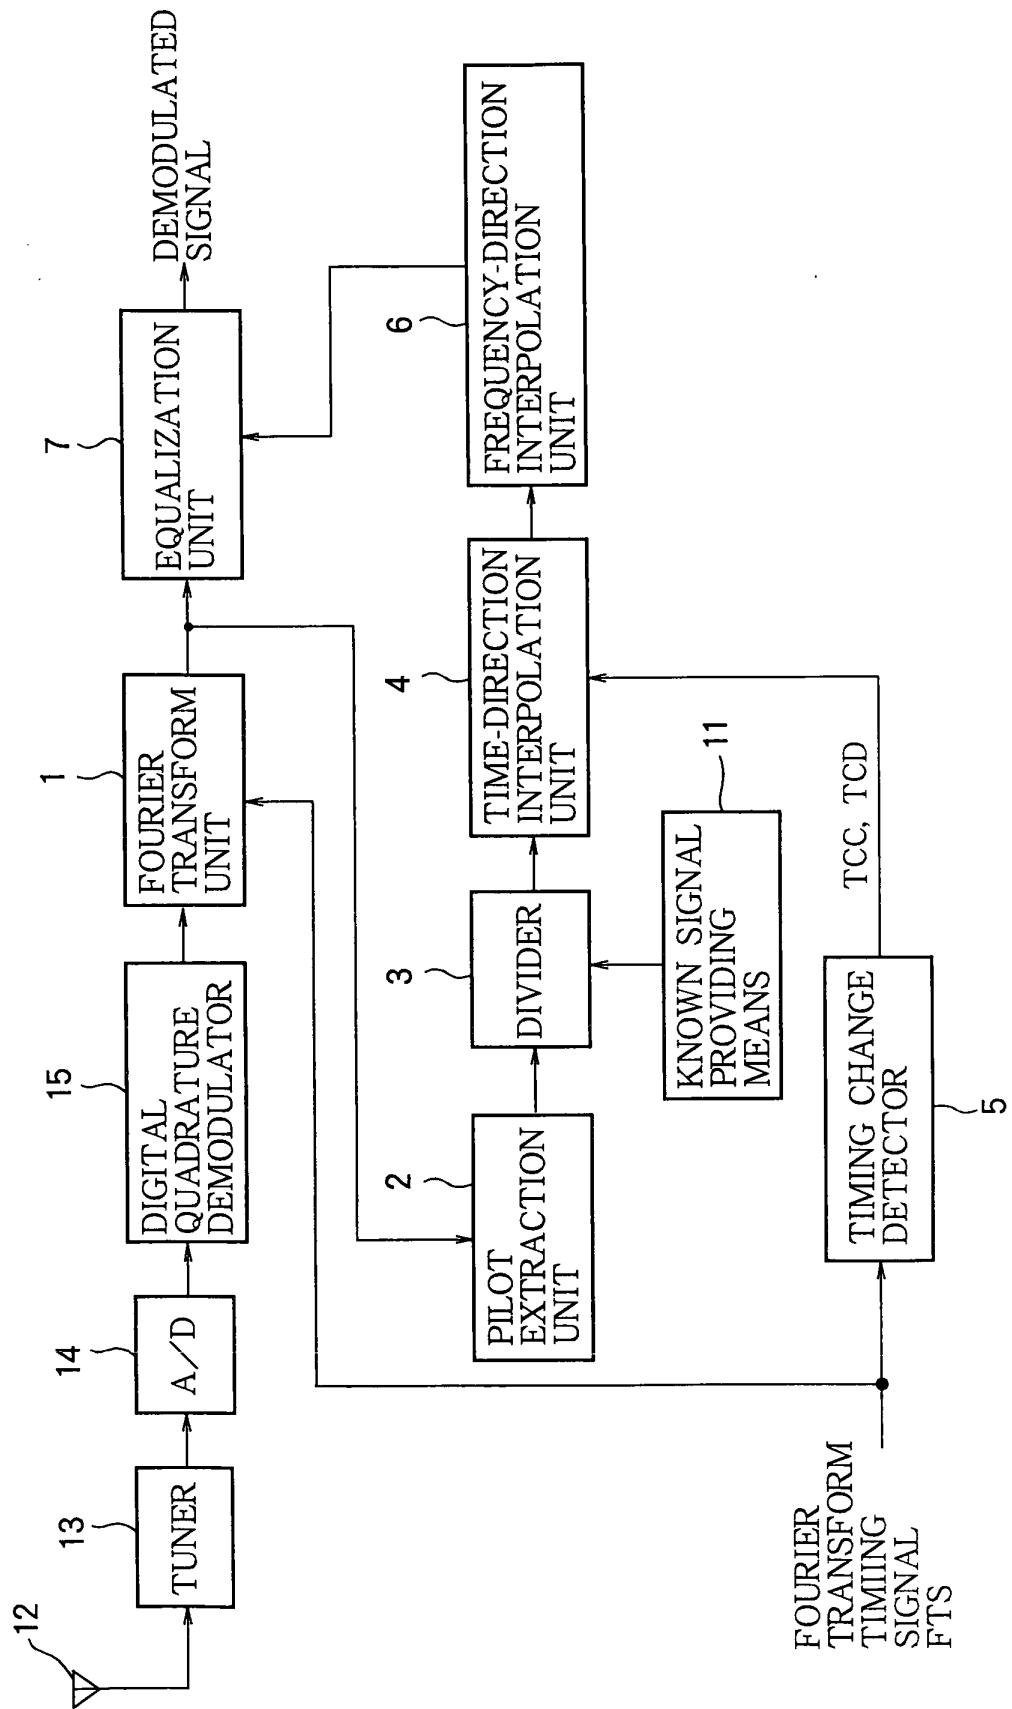 12
13
TUNER
14
A/D
15
DIGITAL
QUADRATURE
DEMODULATOR
1
FOURIER
TRANSFORM
UNIT
7
EQUALIZATION
UNIT
DEMODULATED
SIGNAL
2
PILOT
EXTRACTION
UNIT
3
DIVIDER
4
TIME-DIRECTION
INTERPOLATION
UNIT
6
FREQUENCY-DIRECTION
INTERPOLATION
UNIT
11
KNOWN SIGNAL
PROVIDING
MEANS
FOURIER
TRANSFORM
TIMIING
SIGNAL
FTS
TIMING CHANGE
DETECTOR
5
TCC, TCD